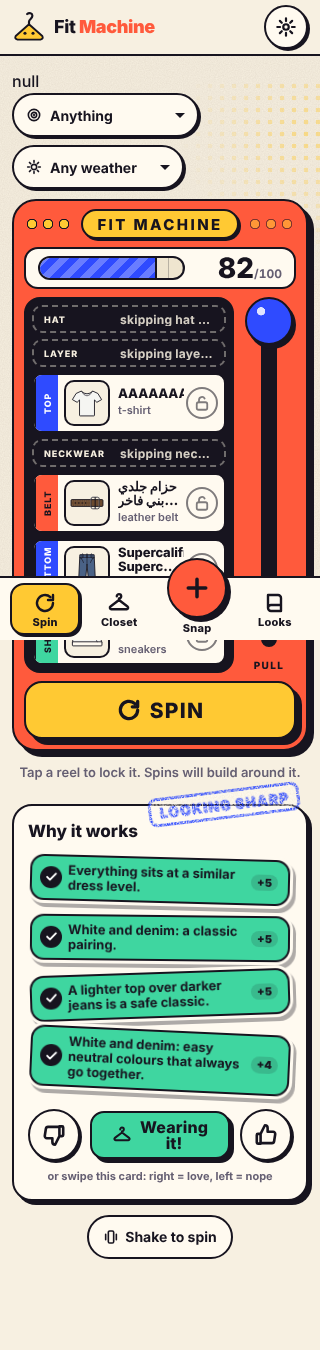 Fit Machine
null
Anything
Any weather
FIT MACHINE
82/100
HAT skipping hat ...
LAYER skipping laye...
TOP
AAAAAAA
t-shirt
NECKWEAR skipping nec...
BELT
حزام جلدي
بني فاخر...
leather belt
Supercalif
Superc...
Spin
Closet
Snap
Looks
sneakers
PULL
SPIN
Tap a reel to lock it. Spins will build around it.
LOOKING SHARP
Why it works
Everything sits at a similar
dress level.
+5
White and denim: a classic
pairing.
+5
A lighter top over darker
jeans is a safe classic.
+5
White and denim: easy
neutral colours that always
go together.
+4
Wearing
it!
or swipe this card: right = love, left = nope
Shake to spin